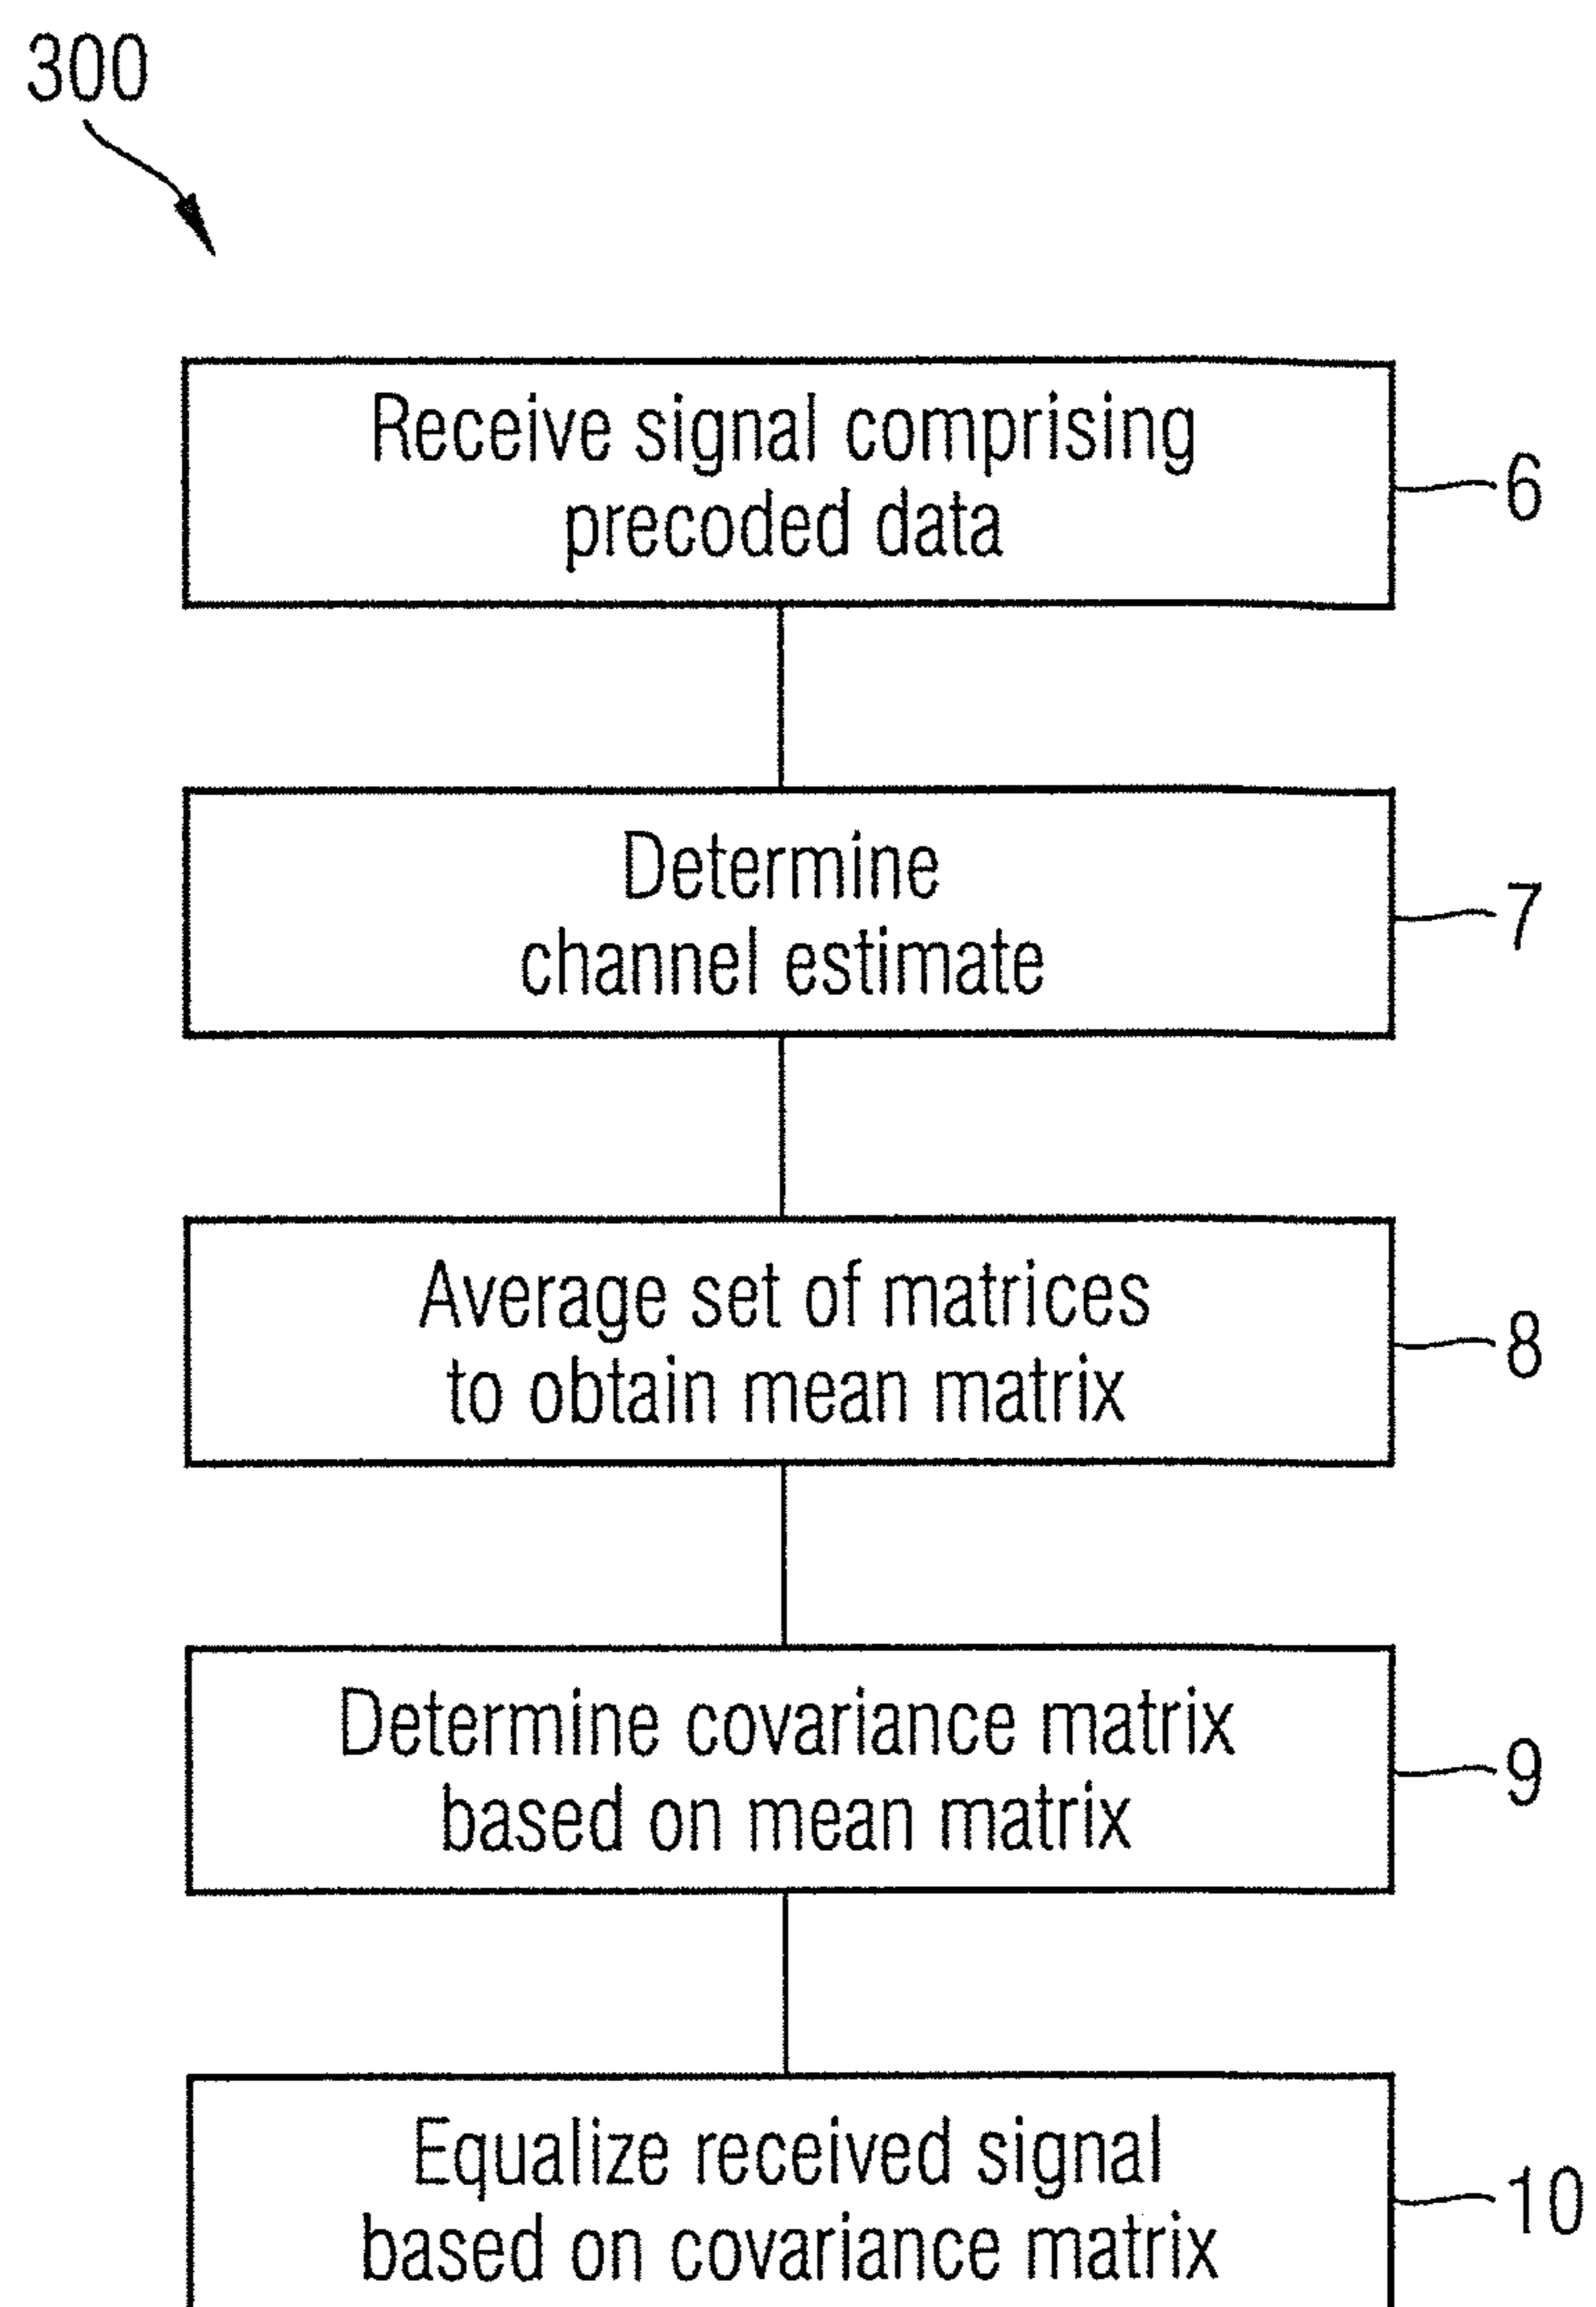 300
Receive signal comprising
precoded data
6
Determine
channel estimate
7
Average set of matrices
to obtain mean matrix
8
Determine covariance matrix
based on mean matrix
9
Equalize received signal
based on covariance matrix
10